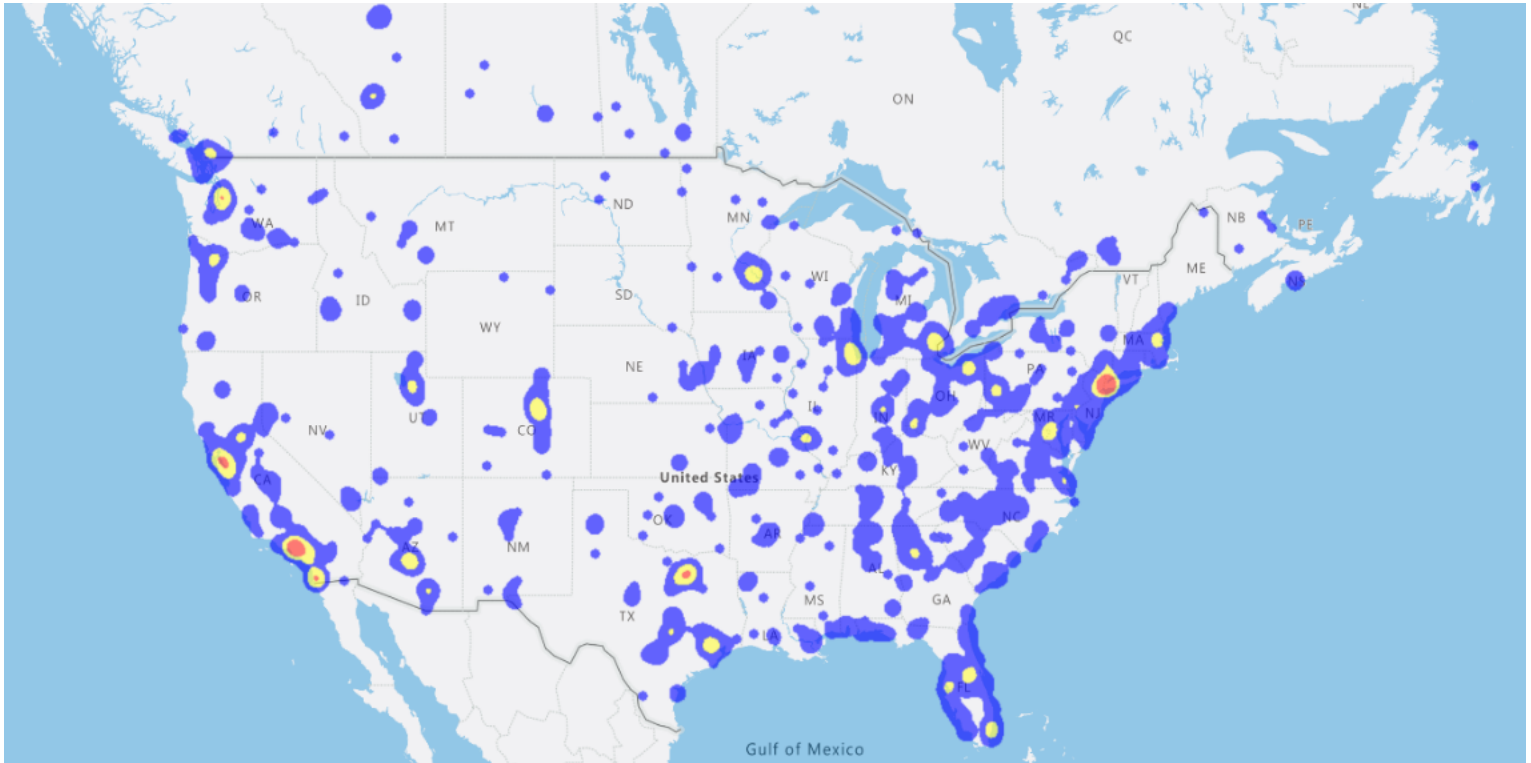 NL
QC
ON
NB
PE
ND
MN
WA
MT
ME
VT
NS
WI
OR
ID
SD
MI
WY
MA
IA
NE
PA
OH
UT
IL
IN
NJ
NV
CO
MR
WV
KY
CA
United States
OK
NC
AR
AZ
NM
AL
MS
GA
TX
LA
FL
Gulf of Mexico